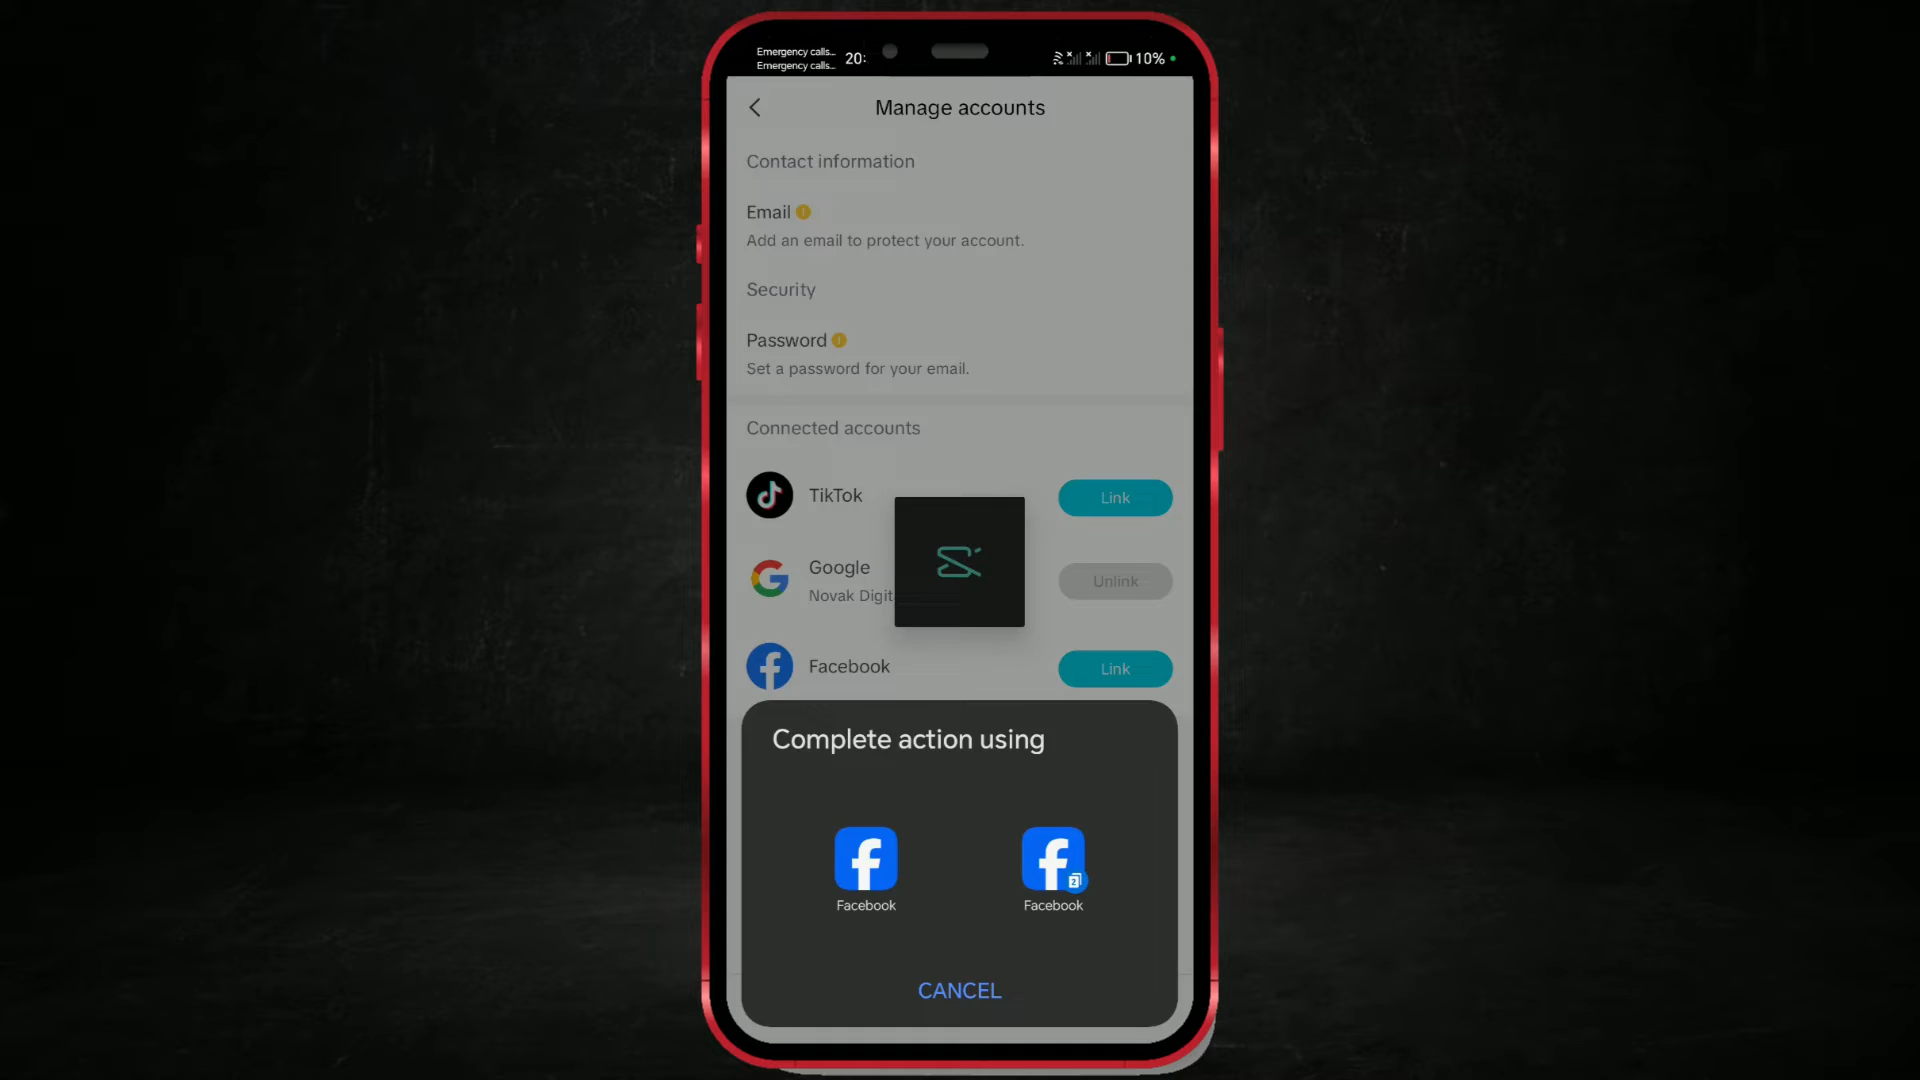 Emergency calls...
Emergency calls...
20:
10%
Manage accounts
Contact information
Email
Add an email to protect your account.
Security
Password
Set a password for your email.
Connected accounts
TikTok
Link
Google
Novak Digit
Unlink
Facebook
Link
Complete action using
Facebook
2
Facebook
CANCEL